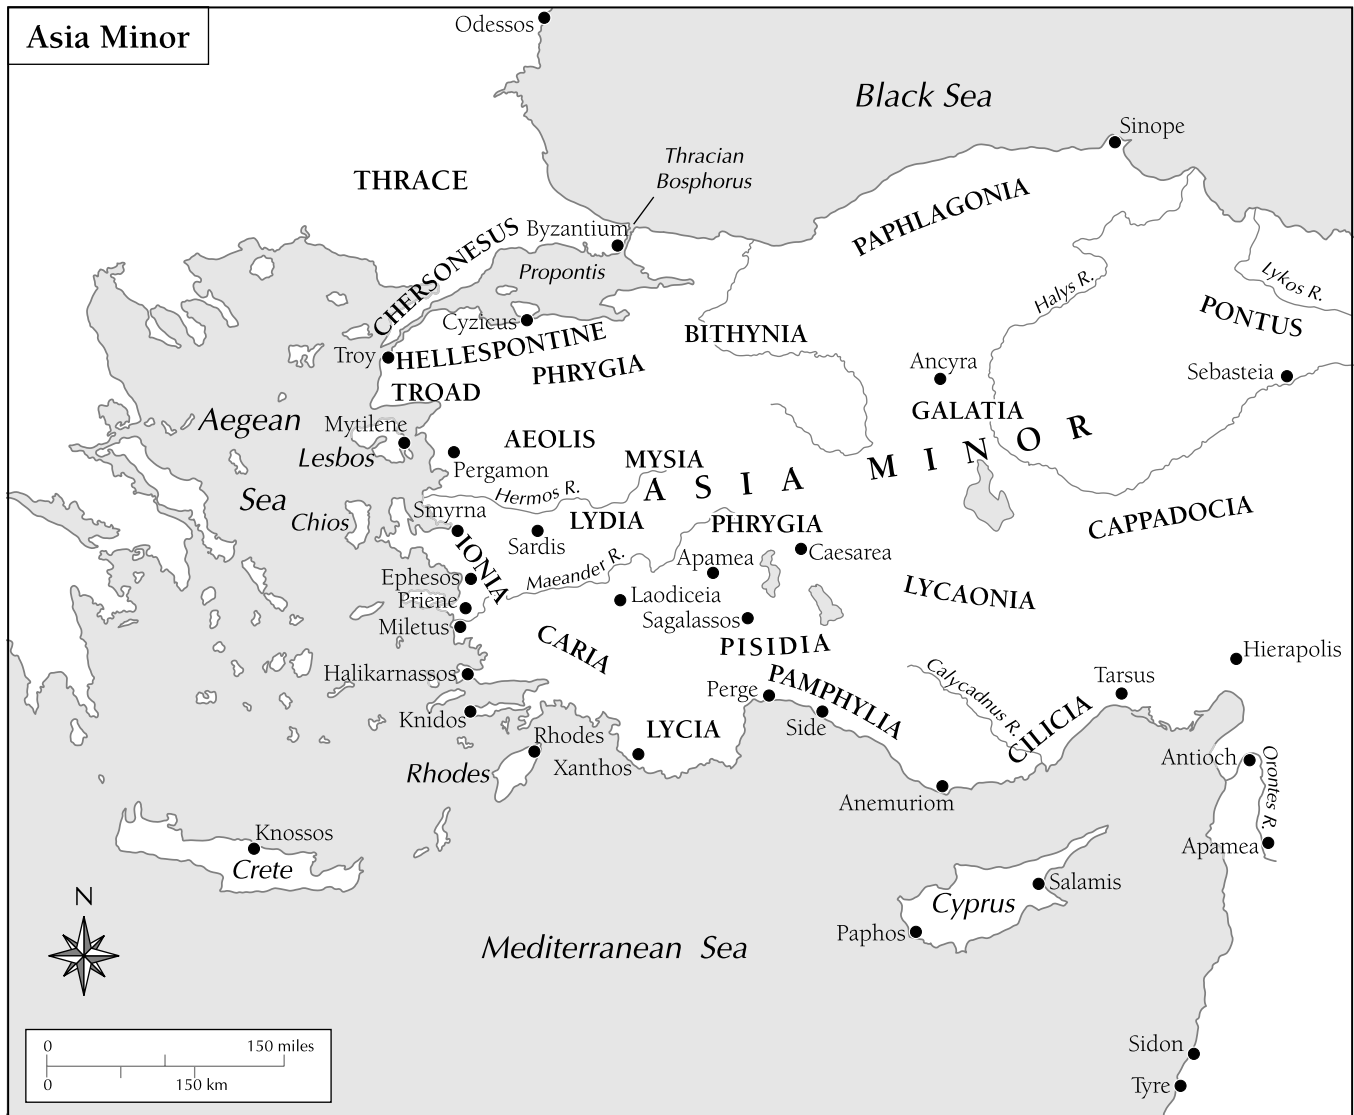 Asia Minor
Odessos
Black Sea
Sinope
Thracian
Bosphorus
THRACE
PAPHLAGONIA
Byzantium
CHERSONESUS
Propontis
Halys R.
Lykos R.
PONTUS
Cyzicus
HELLESPONTINE
PHRYGIA
BITHYNIA
Troy
TROAD
Ancyra
GALATIA
Sebasteia
Aegean
Sea
Mytilene
Lesbos
AEOLIS
Pergamon
MYSIA
ASIA MINOR
Hermos R.
Chios
Smyrna
LYDIA
Sardis
PHRYGIA
CAPPADOCIA
IONIA
Apamea
Caesarea
Ephesos
Maeander R.
LYCAONIA
Priene
Laodiceia
Sagalassos
Miletus
CARIA
PISIDIA
Hierapolis
Halikarnassos
Perge
PAMPHYLIA
Calycadnus R.
Tarsus
Knidos
LYCIA
Side
CILICIA
Rhodes
Rhodes
Xanthos
Antioch
Orontes R.
Anemuriom
Knossos
Crete
Apamea
Salamis
Cyprus
Paphos
N
Mediterranean Sea
0 150 miles
0 150 km
Sidon
Tyre